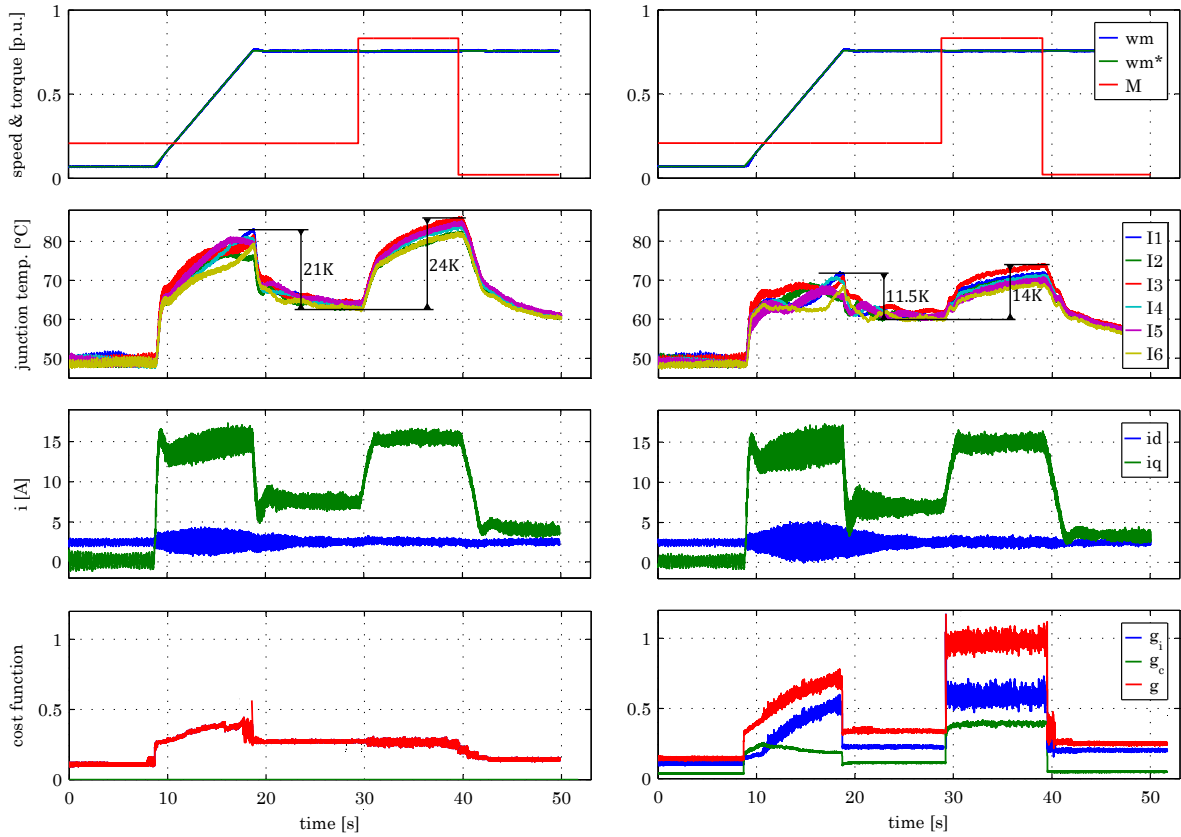 speed & torque [p.u.]
1
0.5
0
1
0.5
0
wm
wm*
M
junction temp. [°C]
80
70
60
50
21K
24K
80
70
60
50
11.5K
14K
I1
I2
I3
I4
I5
I6
i [A]
15
10
5
0
15
10
5
0
id
iq
cost function
1
0.5
0
0 10 20 30 40 50
time [s]
1
0.5
0
0 10 20 30 40 50
time [s]
g_i
g_c
g